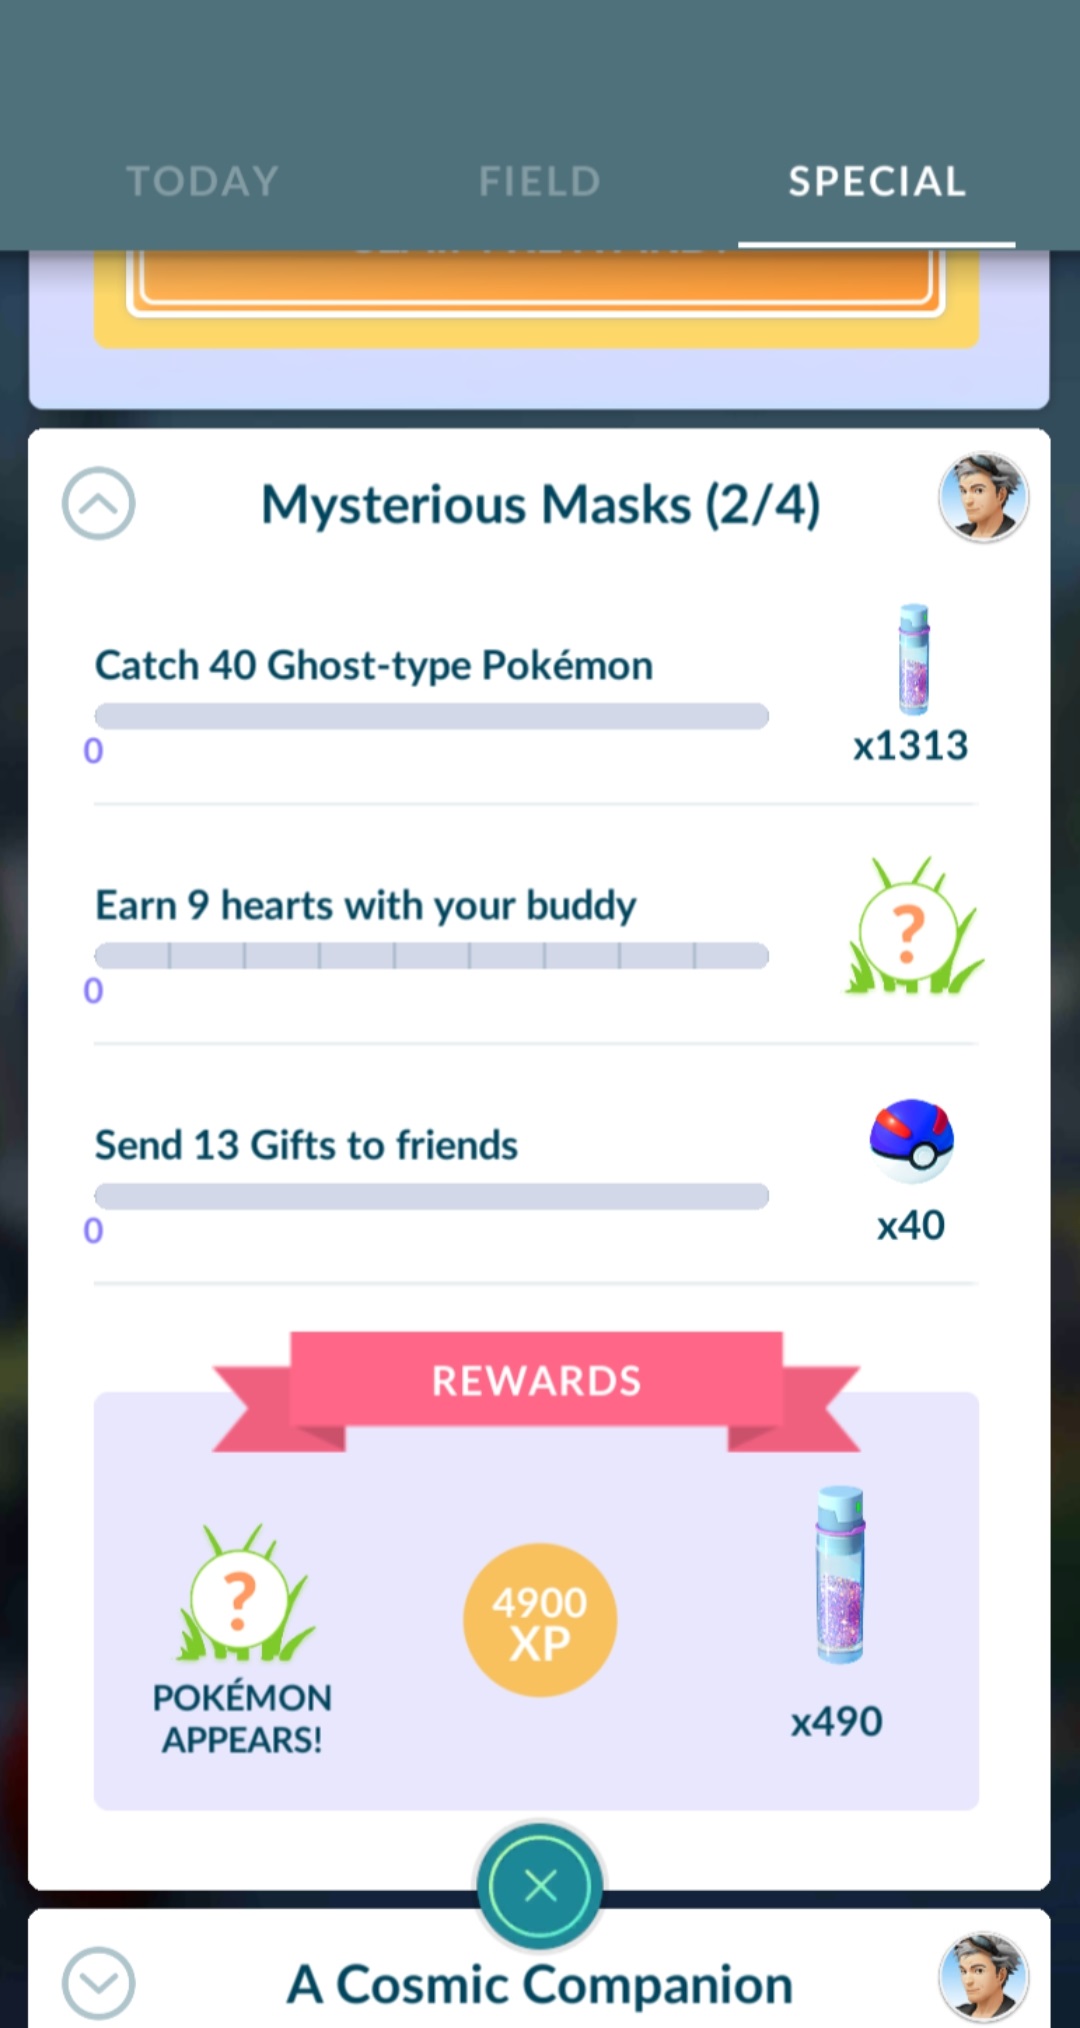 TODAY
FIELD
SPECIAL
Mysterious Masks (2/4)
Catch 40 Ghost-type Pokémon
0
x1313
Earn 9 hearts with your buddy
0
?
Send 13 Gifts to friends
0
x40
REWARDS
?
POKÉMON
APPEARS!
4900
XP
x490
A Cosmic Companion